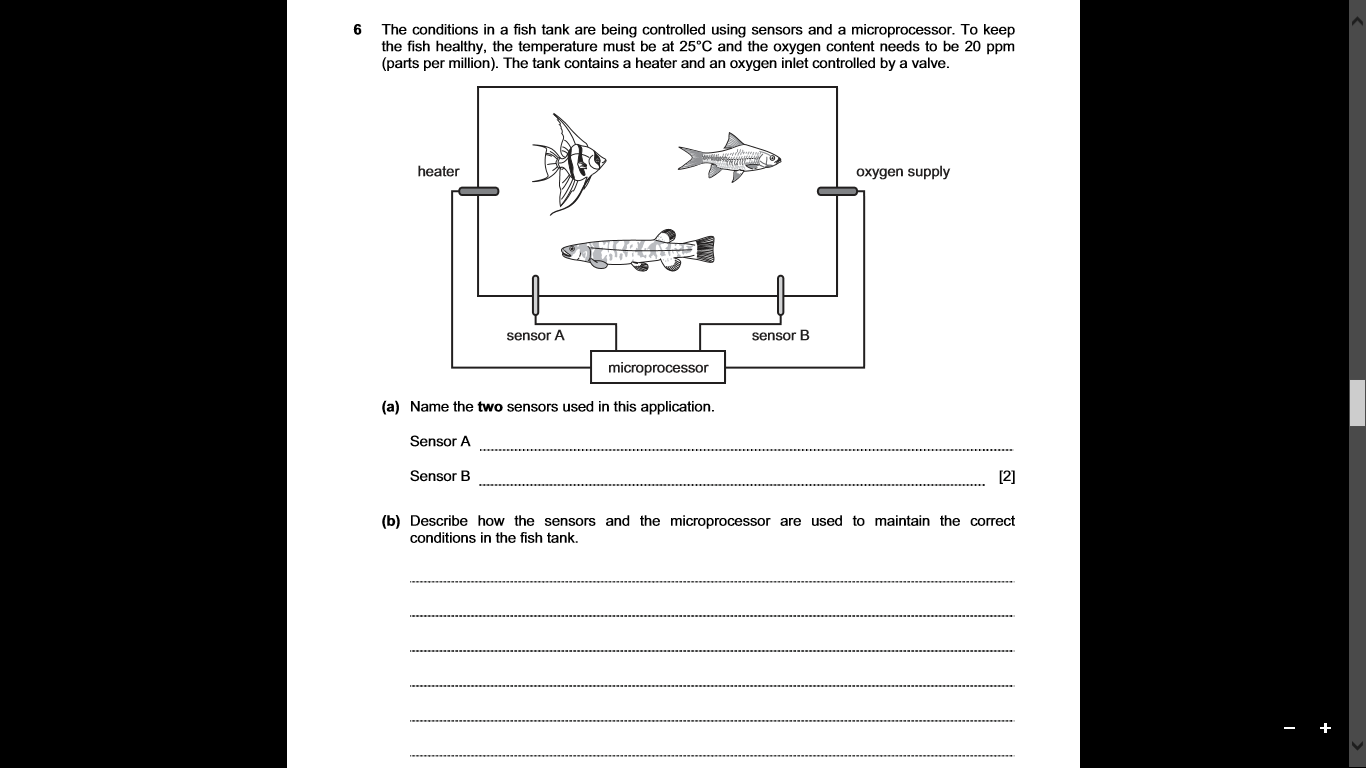 6 The conditions in a fish tank are being controlled using sensors and a microprocessor. To keep
the fish healthy, the temperature must be at 25°C and the oxygen content needs to be 20 ppm
(parts per million). The tank contains a heater and an oxygen inlet controlled by a valve.
heater
oxygen supply
sensor A
sensor B
microprocessor
(a) Name the two sensors used in this application.
Sensor A
Sensor B [2]
(b) Describe how the sensors and the microprocessor are used to maintain the correct
conditions in the fish tank.